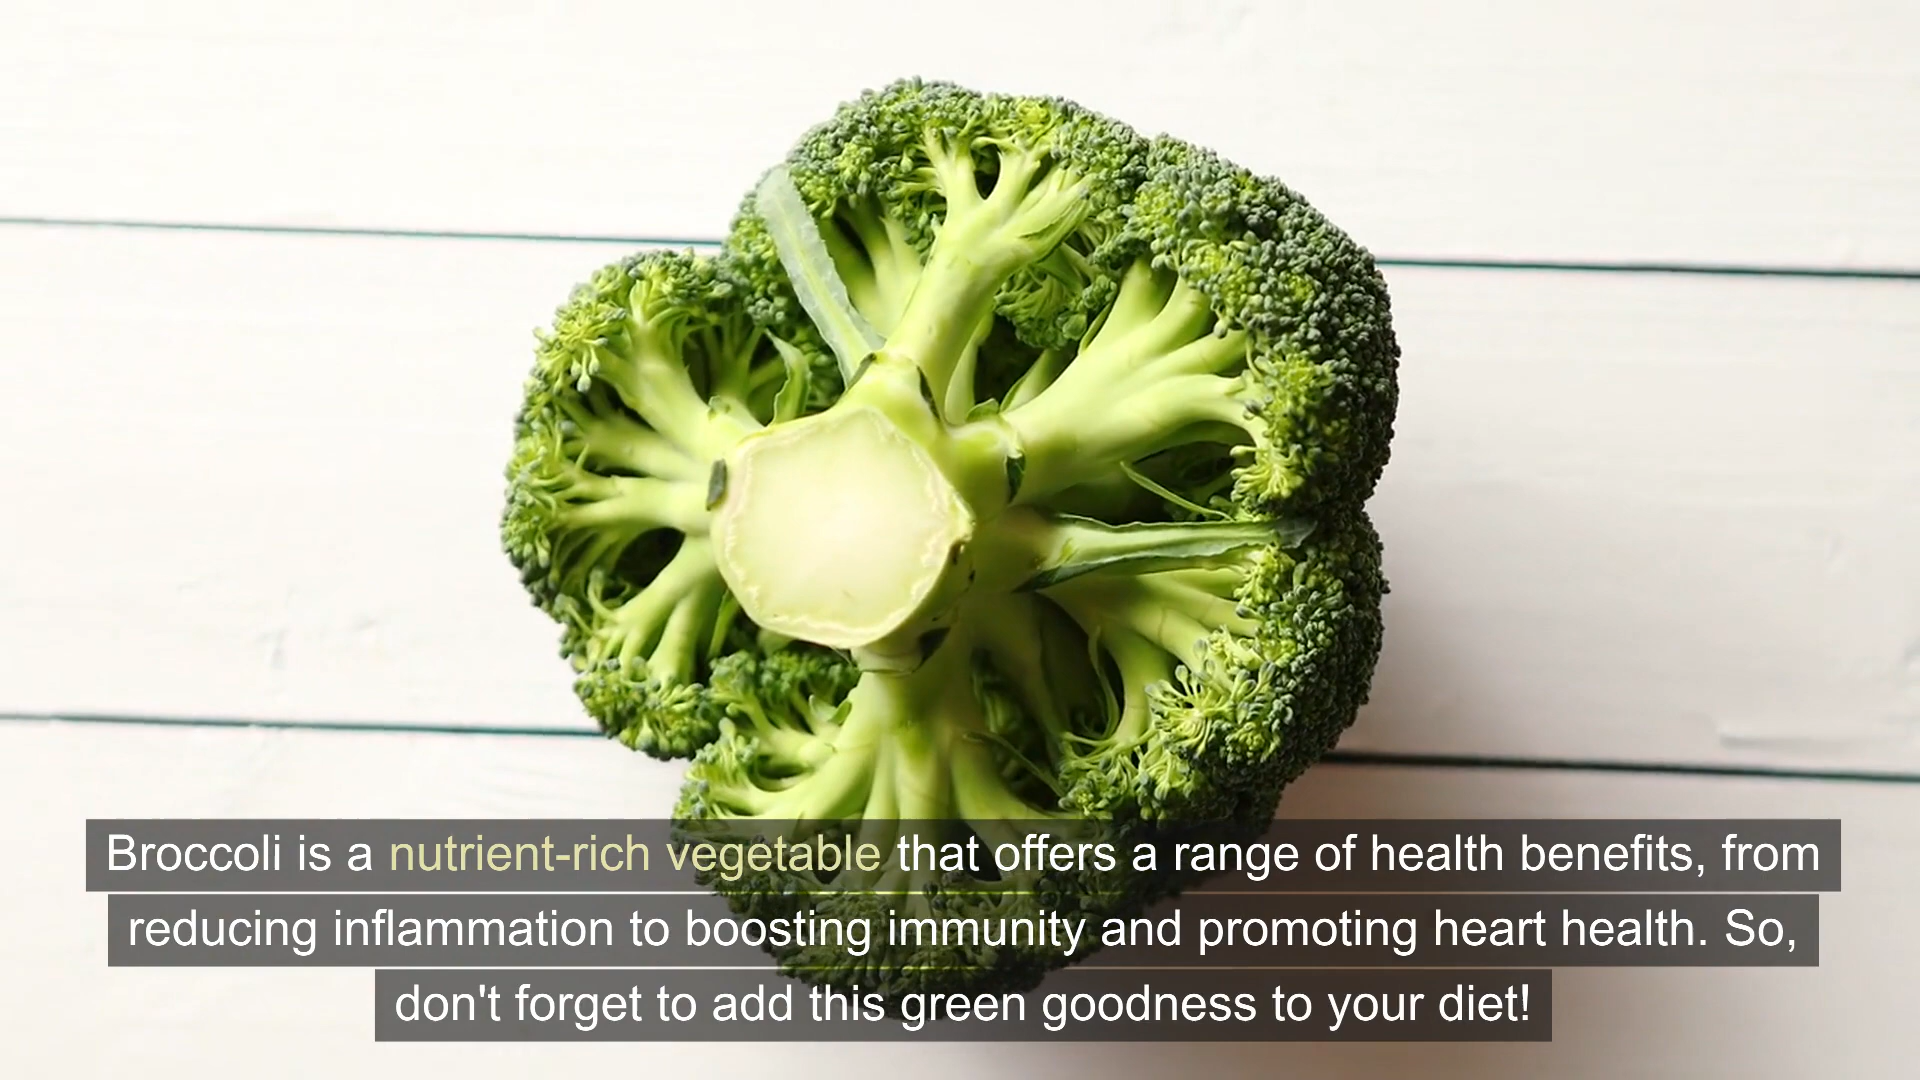 Broccoli is a nutrient-rich vegetable that offers a range of health benefits, from
reducing inflammation to boosting immunity and promoting heart health. So,
don't forget to add this green goodness to your diet!